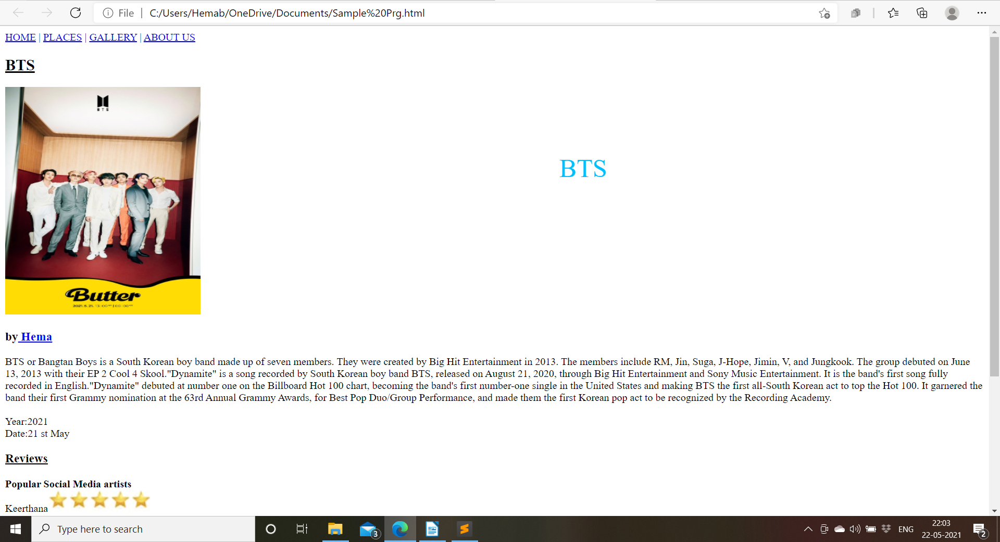 File
C:/Users/Hemab/OneDrive/Documents/Sample%20Prg.html
HOME | PLACES | GALLERY | ABOUT US
BTS
BTS
BTS
Butter
by Hema
BTS or Bangtan Boys is a South Korean boy band made up of seven members. They were created by Big Hit Entertainment in 2013. The members include RM, Jin, Suga, J-Hope, Jimin, V, and Jungkook. The group debuted on June
13, 2013 with their EP 2 Cool 4 Skool."Dynamite" is a song recorded by South Korean boy band BTS, released on August 21, 2020, through Big Hit Entertainment and Sony Music Entertainment. It is the band's first song fully
recorded in English."Dynamite" debuted at number one on the Billboard Hot 100 chart, becoming the band's first number-one single in the United States and making BTS the first all-South Korean act to top the Hot 100. It garnered the
band their first Grammy nomination at the 63rd Annual Grammy Awards, for Best Pop Duo/Group Performance, and made them the first Korean pop act to be recognized by the Recording Academy.
Year:2021
Date:21 st May
Reviews
Popular Social Media artists
Keerthana
Type here to search
3
ENG
22:03
22-05-2021
2